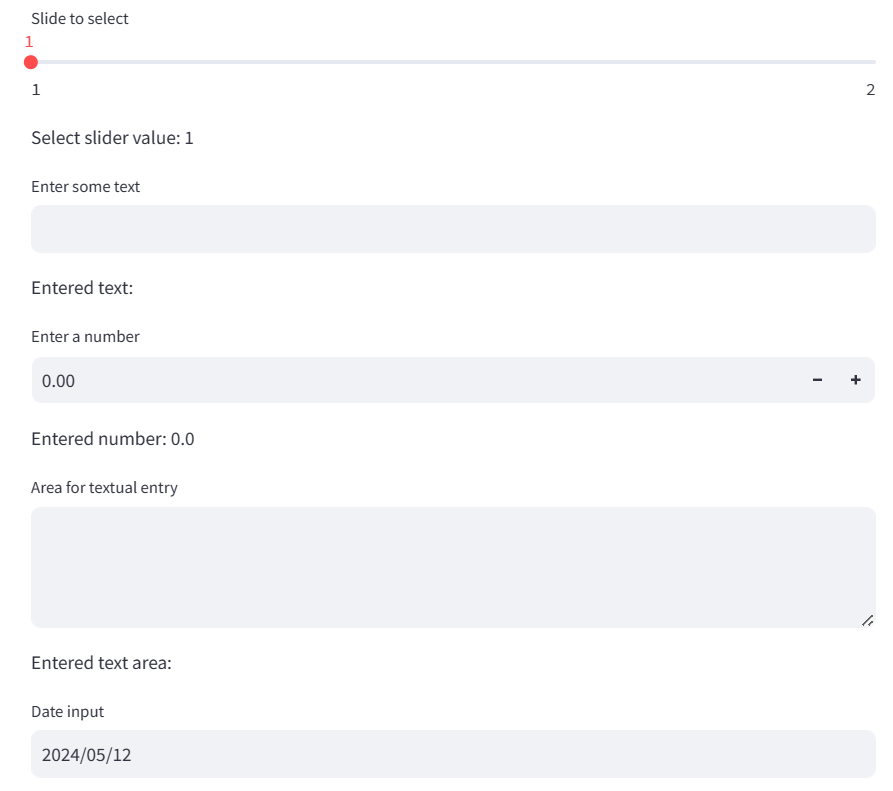 Slide to select
1
1 2
Select slider value: 1
Enter some text
Entered text:
Enter a number
0.00 - +
Entered number: 0.0
Area for textual entry
Entered text area:
Date input
2024/05/12